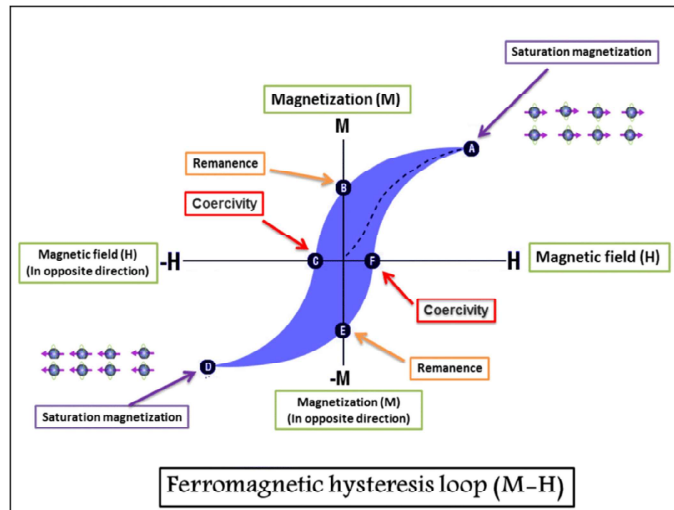 Saturation magnetization
Magnetization (M)
M
A
Remanence
B
Coercivity
Magnetic field (H)
(In opposite direction)
-H
C
F
H
Magnetic field (H)
Coercivity
E
Remanence
D
-M
Saturation magnetization
Magnetization (M)
(In opposite direction)
Ferromagnetic hysteresis loop (M-H)